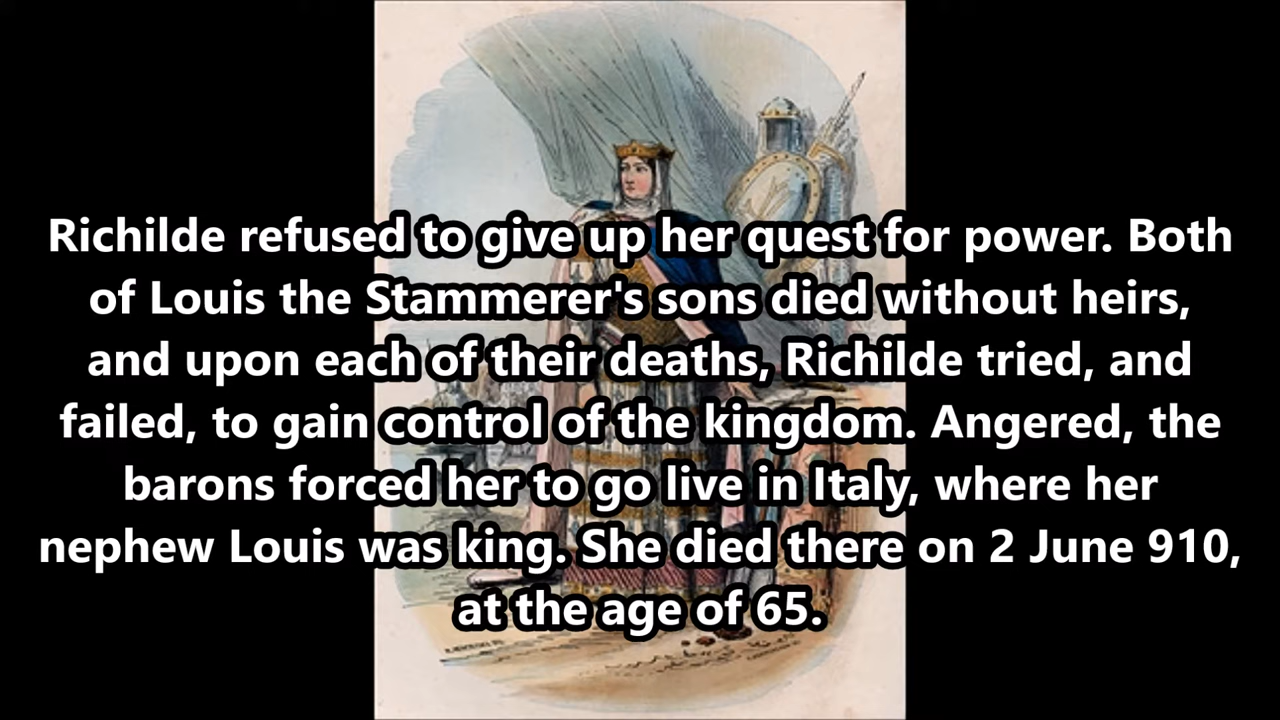 Richilde refused to give up her quest for power. Both
of Louis the Stammerer's sons died without heirs,
and upon each of their deaths, Richilde tried, and
failed, to gain control of the kingdom. Angered, the
barons forced her to go live in Italy, where her
nephew Louis was king. She died there on 2 June 910,
at the age of 65.